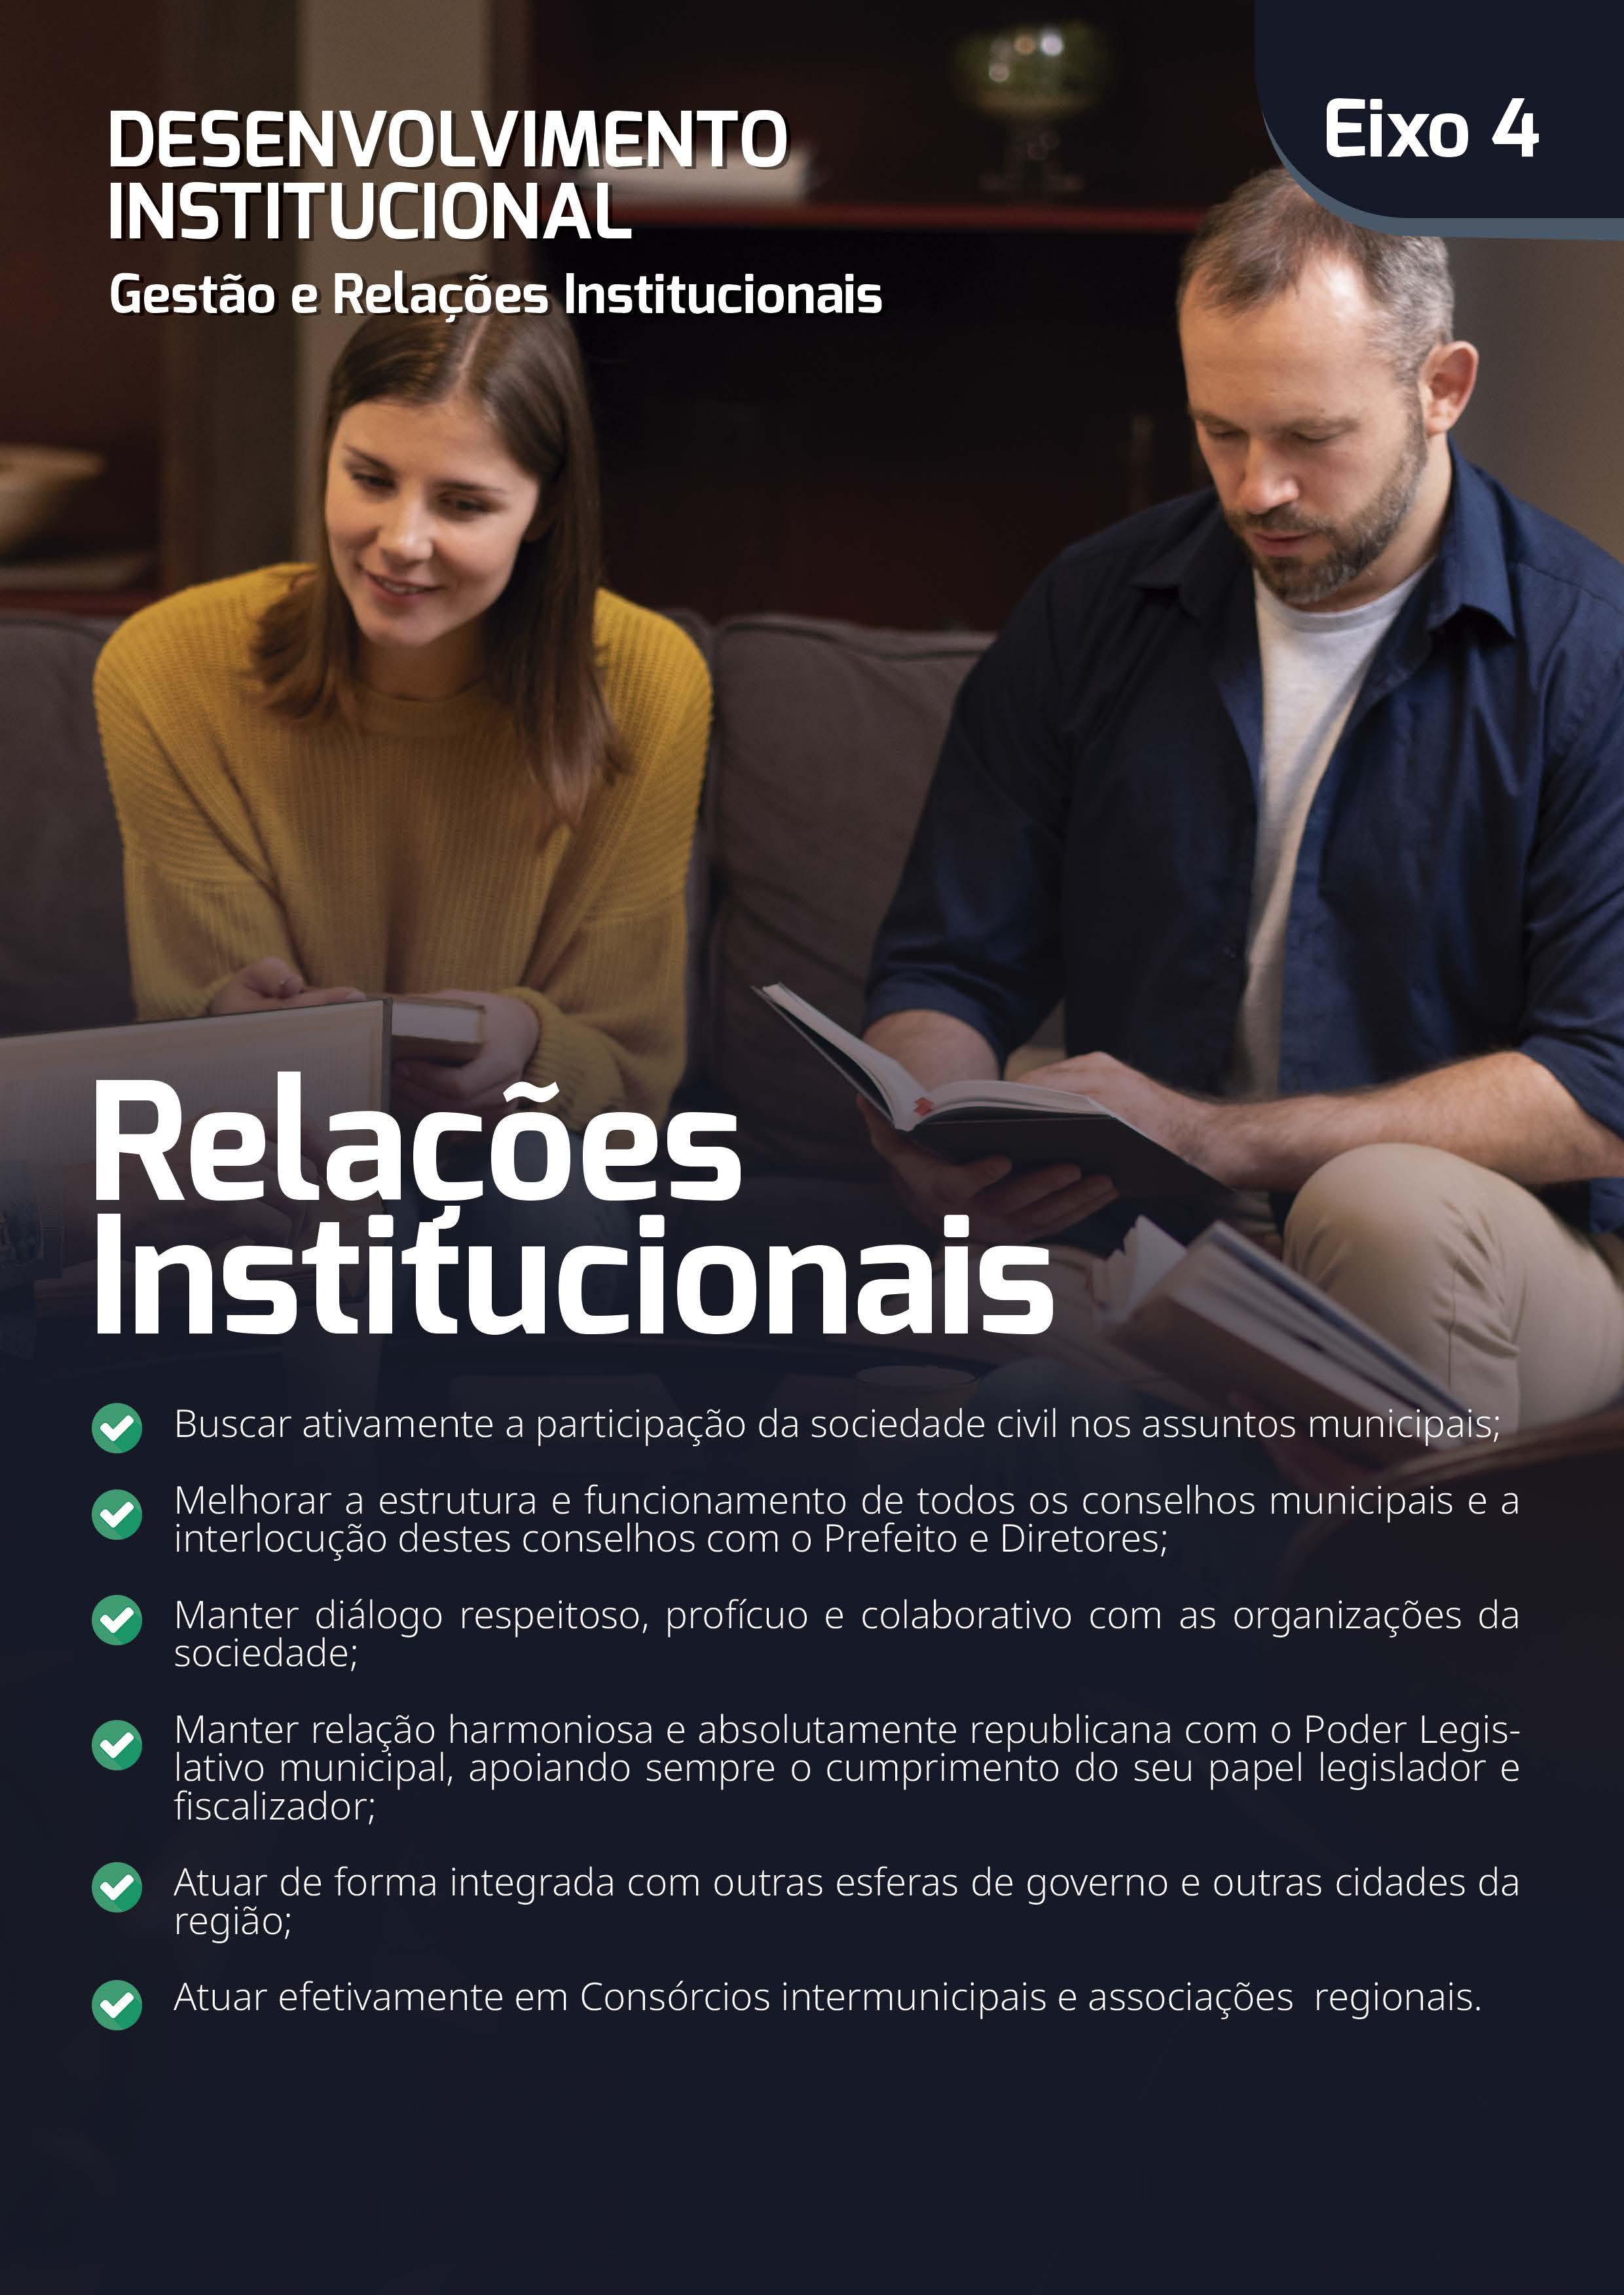 DESENVOLVIMENTO
INSTITUCIONAL
Gestão e Relações Institucionais
Eixo 4
Relações
Institucionais
Buscar ativamente a participação da sociedade civil nos assuntos municipais;
Melhorar a estrutura e funcionamento de todos os conselhos municipais e a
interlocução destes conselhos com o Prefeito e Diretores;
Manter diálogo respeitoso, profícuo e colaborativo com as organizações da
sociedade;
Manter relação harmoniosa e absolutamente republicana com o Poder Legis-
lativo municipal, apoiando sempre o cumprimento do seu papel legislador e
fiscalizador;
Atuar de forma integrada com outras esferas de governo e outras cidades da
região;
Atuar efetivamente em Consórcios intermunicipais e associações  regionais.